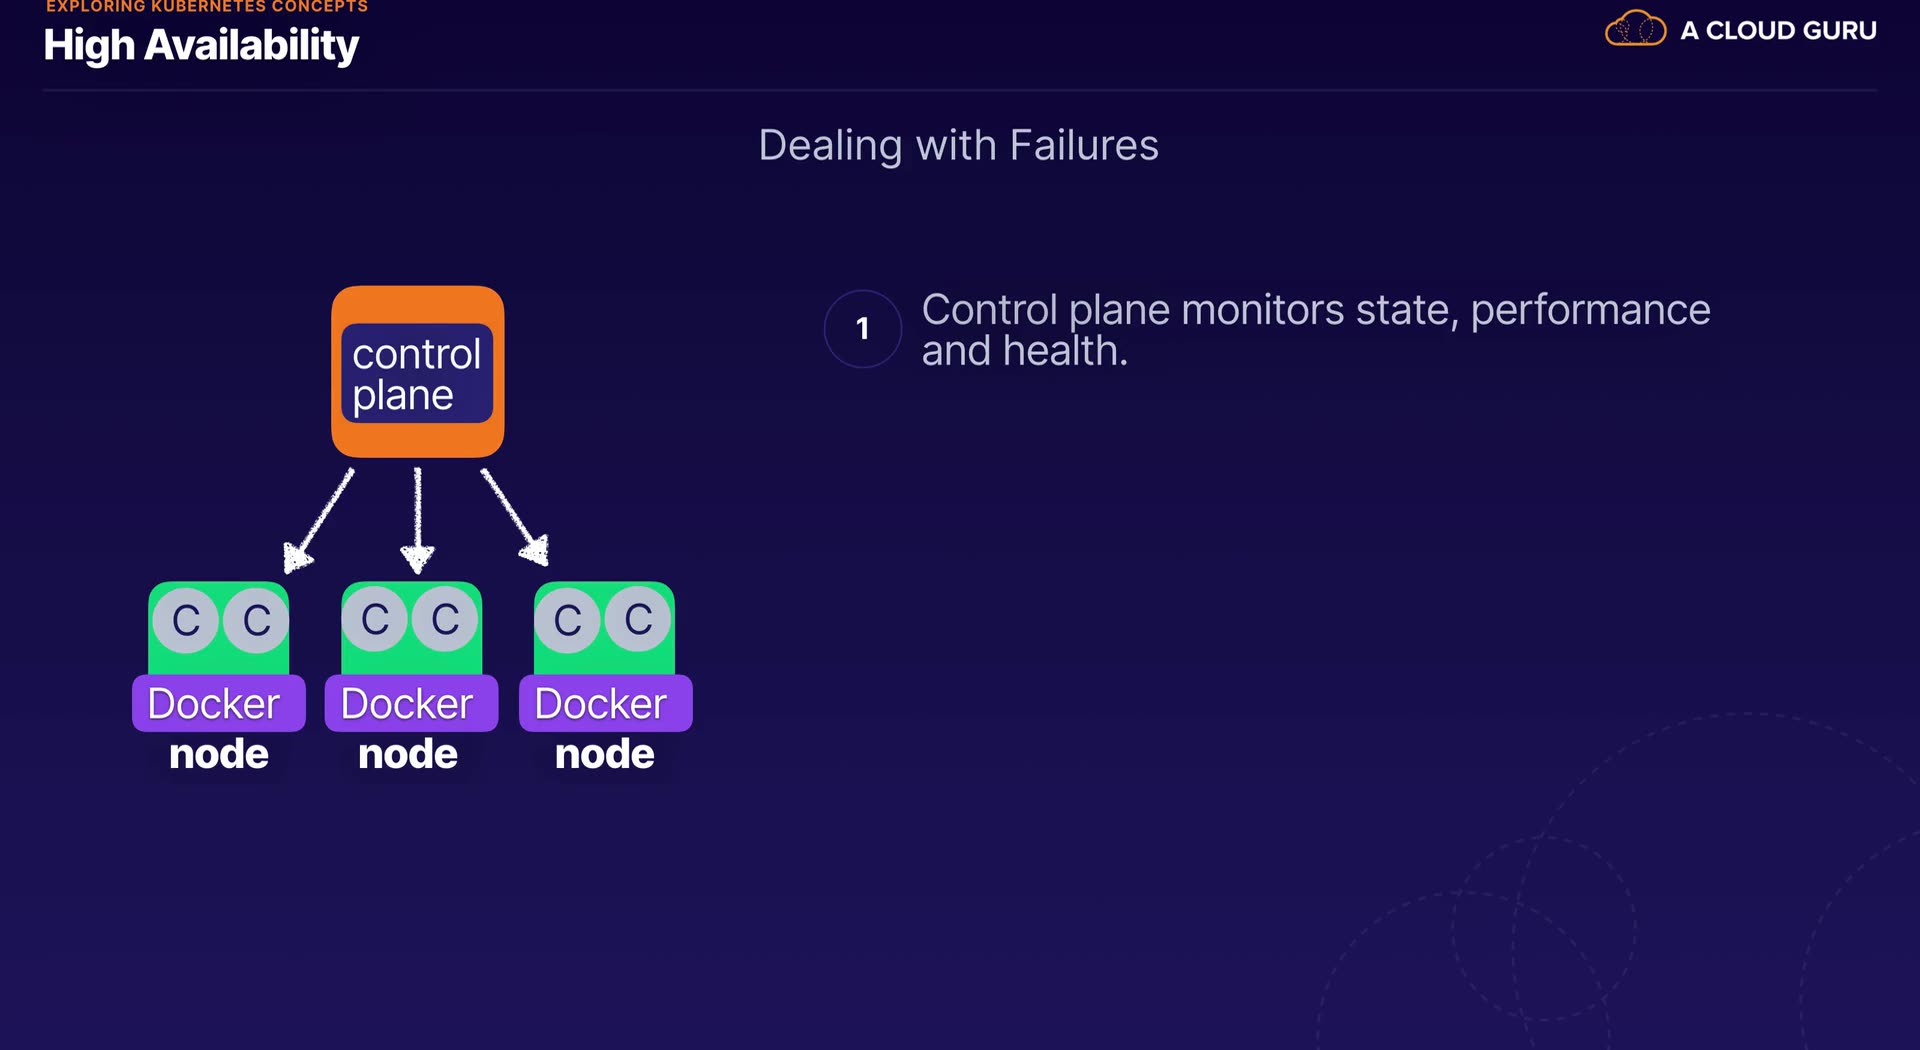 EXPLORING KUBERNETES CONCEPTS
High Availability
A CLOUD GURU
Dealing with Failures
control
plane
1
Control plane monitors state, performance
and health.
C C C C C C
Docker Docker Docker
node node node